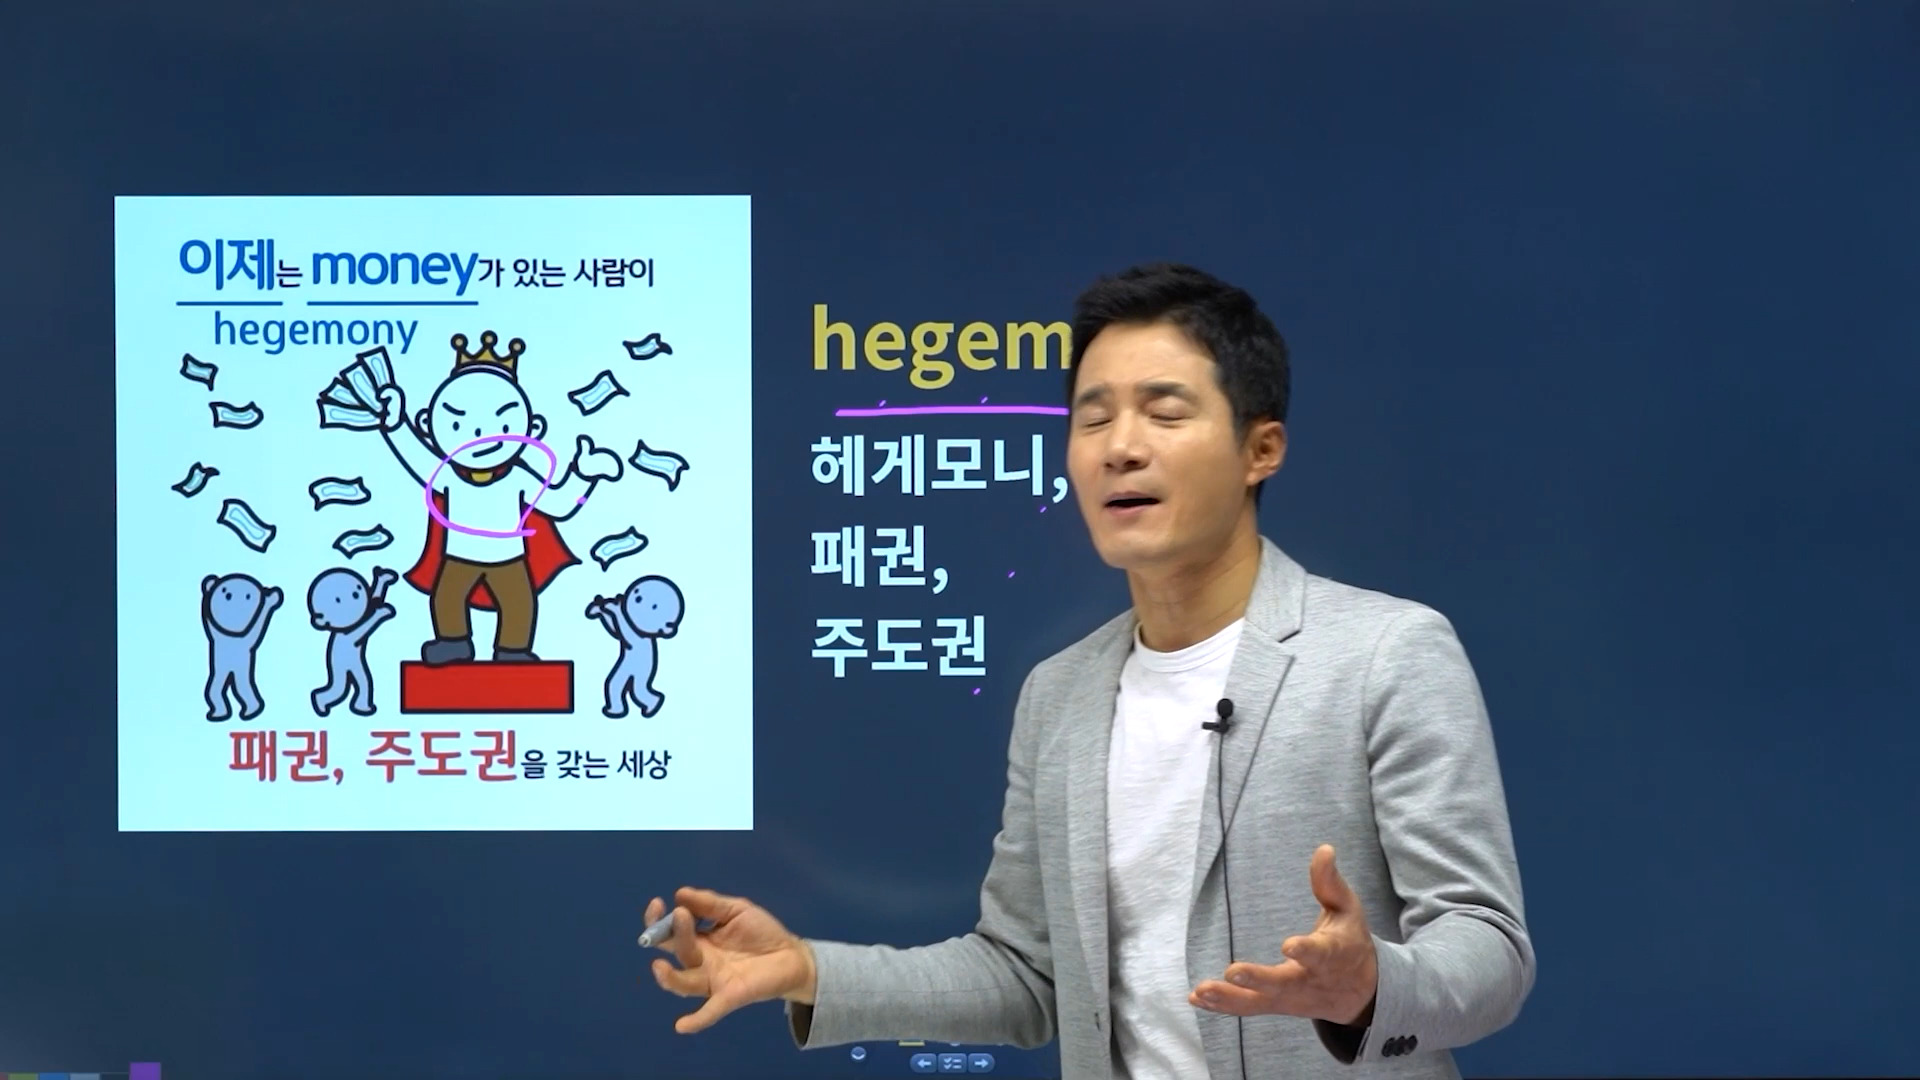 이제는 money가 있는 사람이
hegemony
패권, 주도권을 갖는 세상
hegem
헤게모니,
패권,
주도권